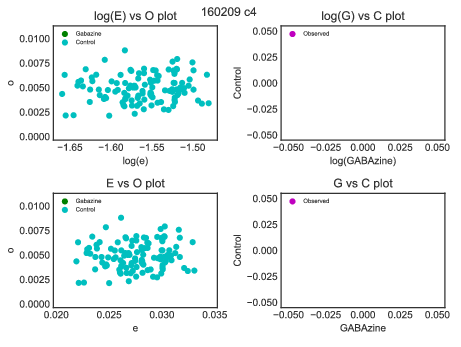 160209 c4
log(E) vs O plot
0.0100
0.0075
0.0050
0.0025
0.0000
o
Gabazine
Control
−1.65 −1.60 −1.55 −1.50
log(e)
log(G) vs C plot
0.050
0.025
0.000
−0.025
−0.050
Control
Observed
−0.050 −0.025 0.000 0.025 0.050
log(GABAzine)
E vs O plot
0.0100
0.0075
0.0050
0.0025
0.0000
o
Gabazine
Control
0.020 0.025 0.030 0.035
e
G vs C plot
0.050
0.025
0.000
−0.025
−0.050
Control
Observed
−0.050 −0.025 0.000 0.025 0.050
GABAzine